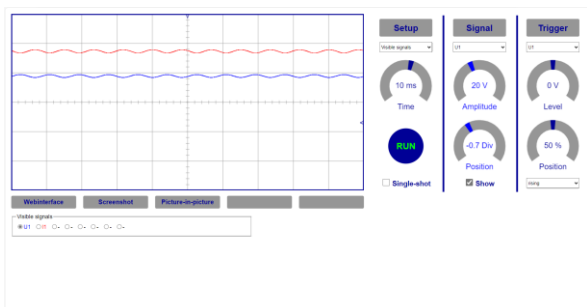 Setup
Signal
Trigger
Visible signals
U1
U1
10 ms
20 V
0 V
Time
Amplitude
Level
RUN
-0.7 Div
50 %
Position
Position
Single-shot
Show
rising
Webinterface
Screenshot
Picture-in-picture
Visible signals
U1 I1 - - - - -